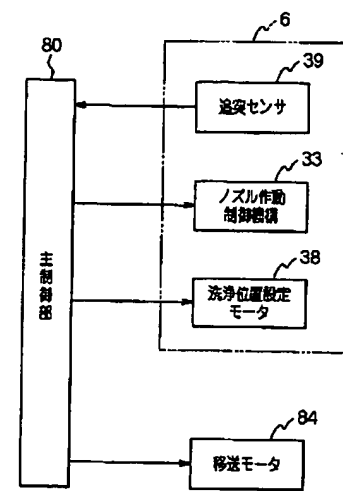 6
80
39
追突センサ
33
ノズル作動
制御機構
主制御部
38
洗浄位置設定
モータ
84
移送モータ